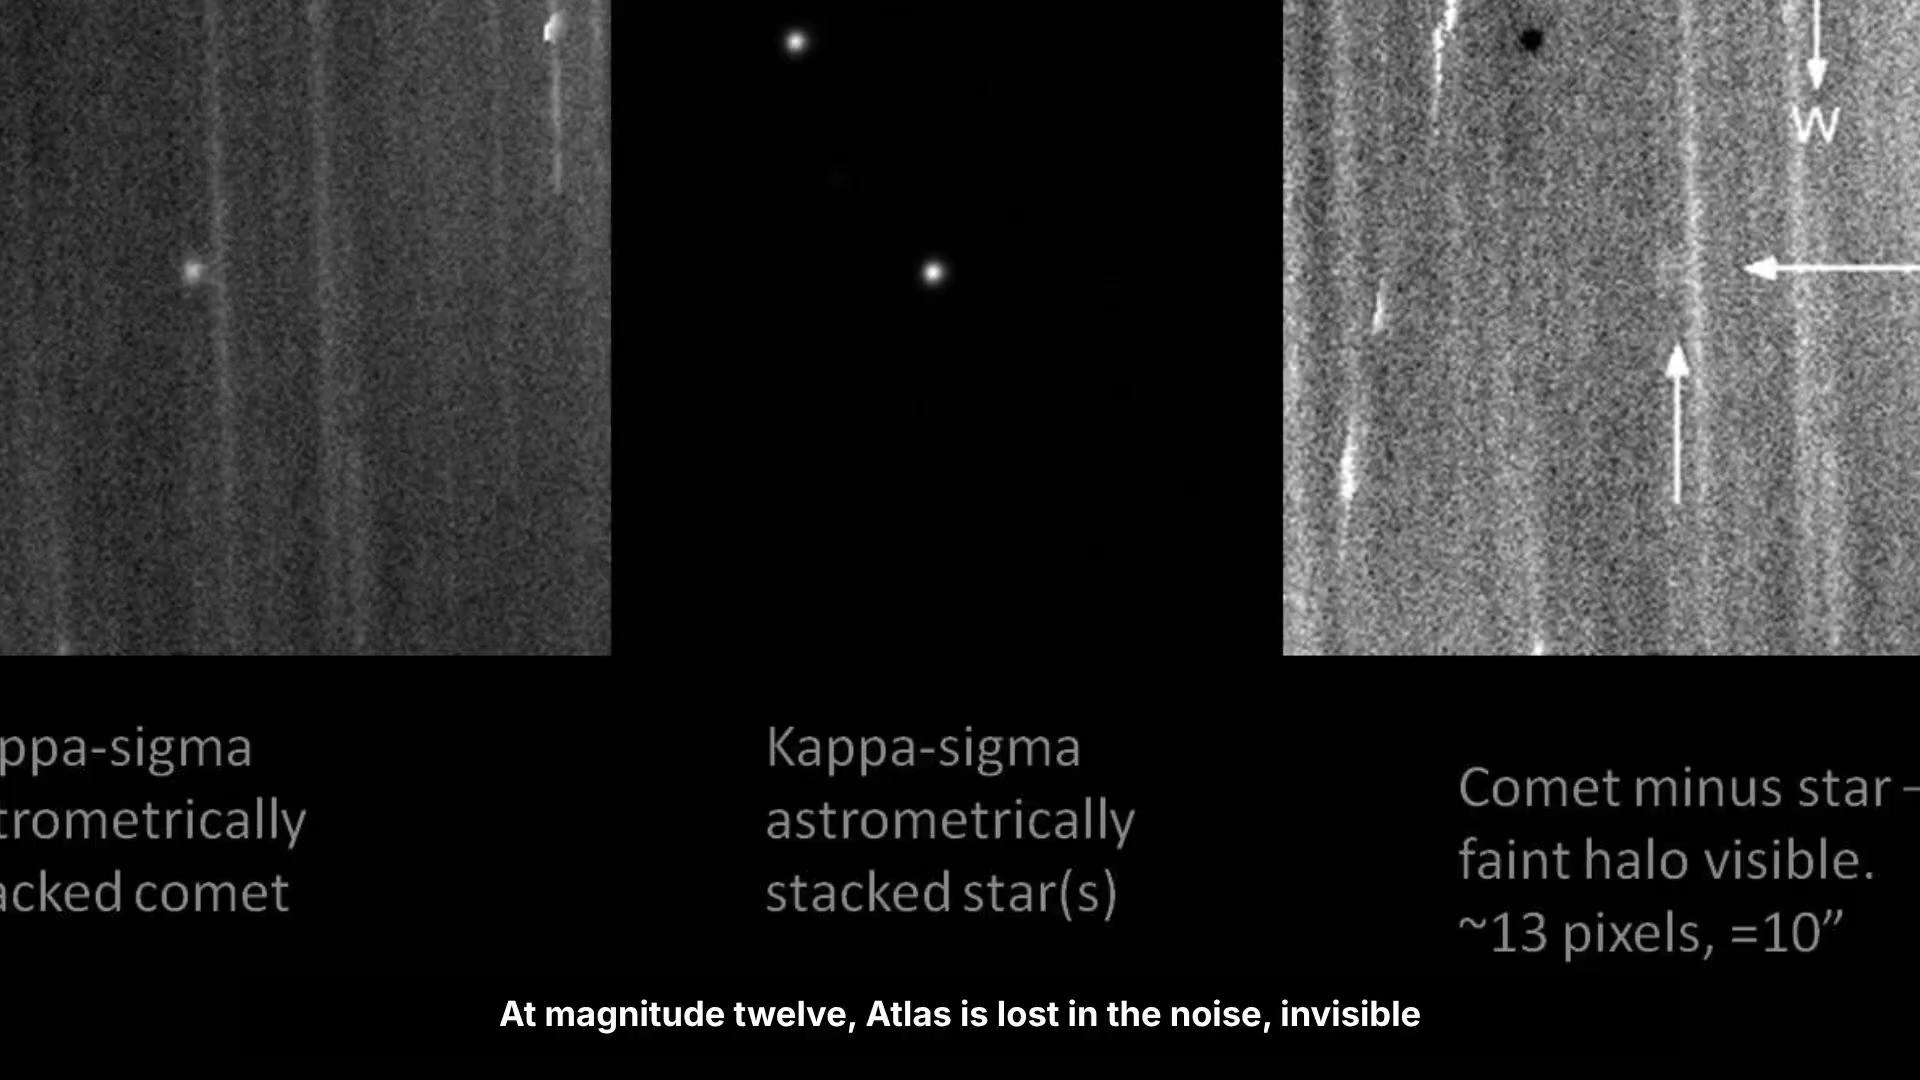 W
ppa-sigma
trometrically
acked comet
Kappa-sigma
astrometrically
stacked star(s)
Comet minus star –
faint halo visible.
~13 pixels, =10”
At magnitude twelve, Atlas is lost in the noise, invisible